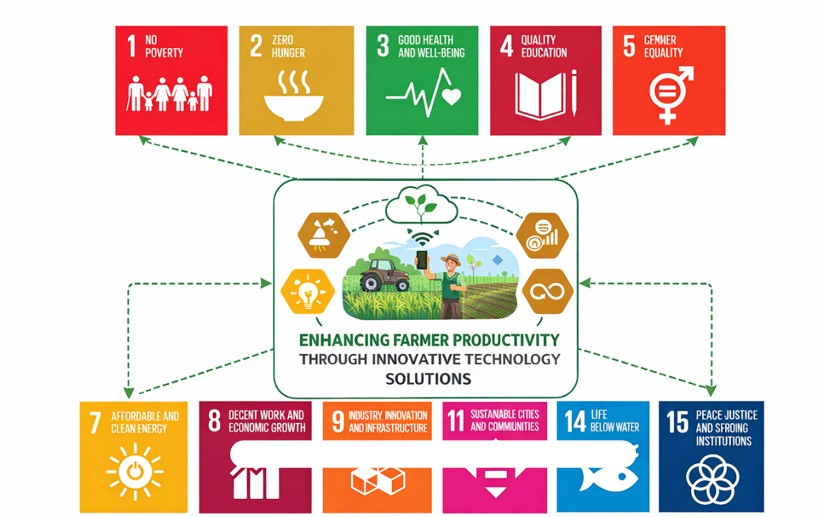 1 NO
POVERTY
2 ZERO
HUNGER
3 GOOD HEALTH
AND WELL-BEING
4 QUALITY
EDUCATION
5 CEMMER
EQUALITY
ENHANCING FARMER PRODUCTIVITY
THROUGH INNOVATIVE TECHNOLOGY
SOLUTIONS
7 AFFORDABLE AND
CLEAN ENERGY
8 DECENT WORK AND
ECONOMIC GROWTH
9 INDUSTRY, INNOVATION
AND INFRASTRUCTURE
11 SUSTAINABLE CITIES
AND COMMUNITIES
14 LIFE
BELOW WATER
15 PEACE JUSTICE
AND SFROING
INSTITUTIONS